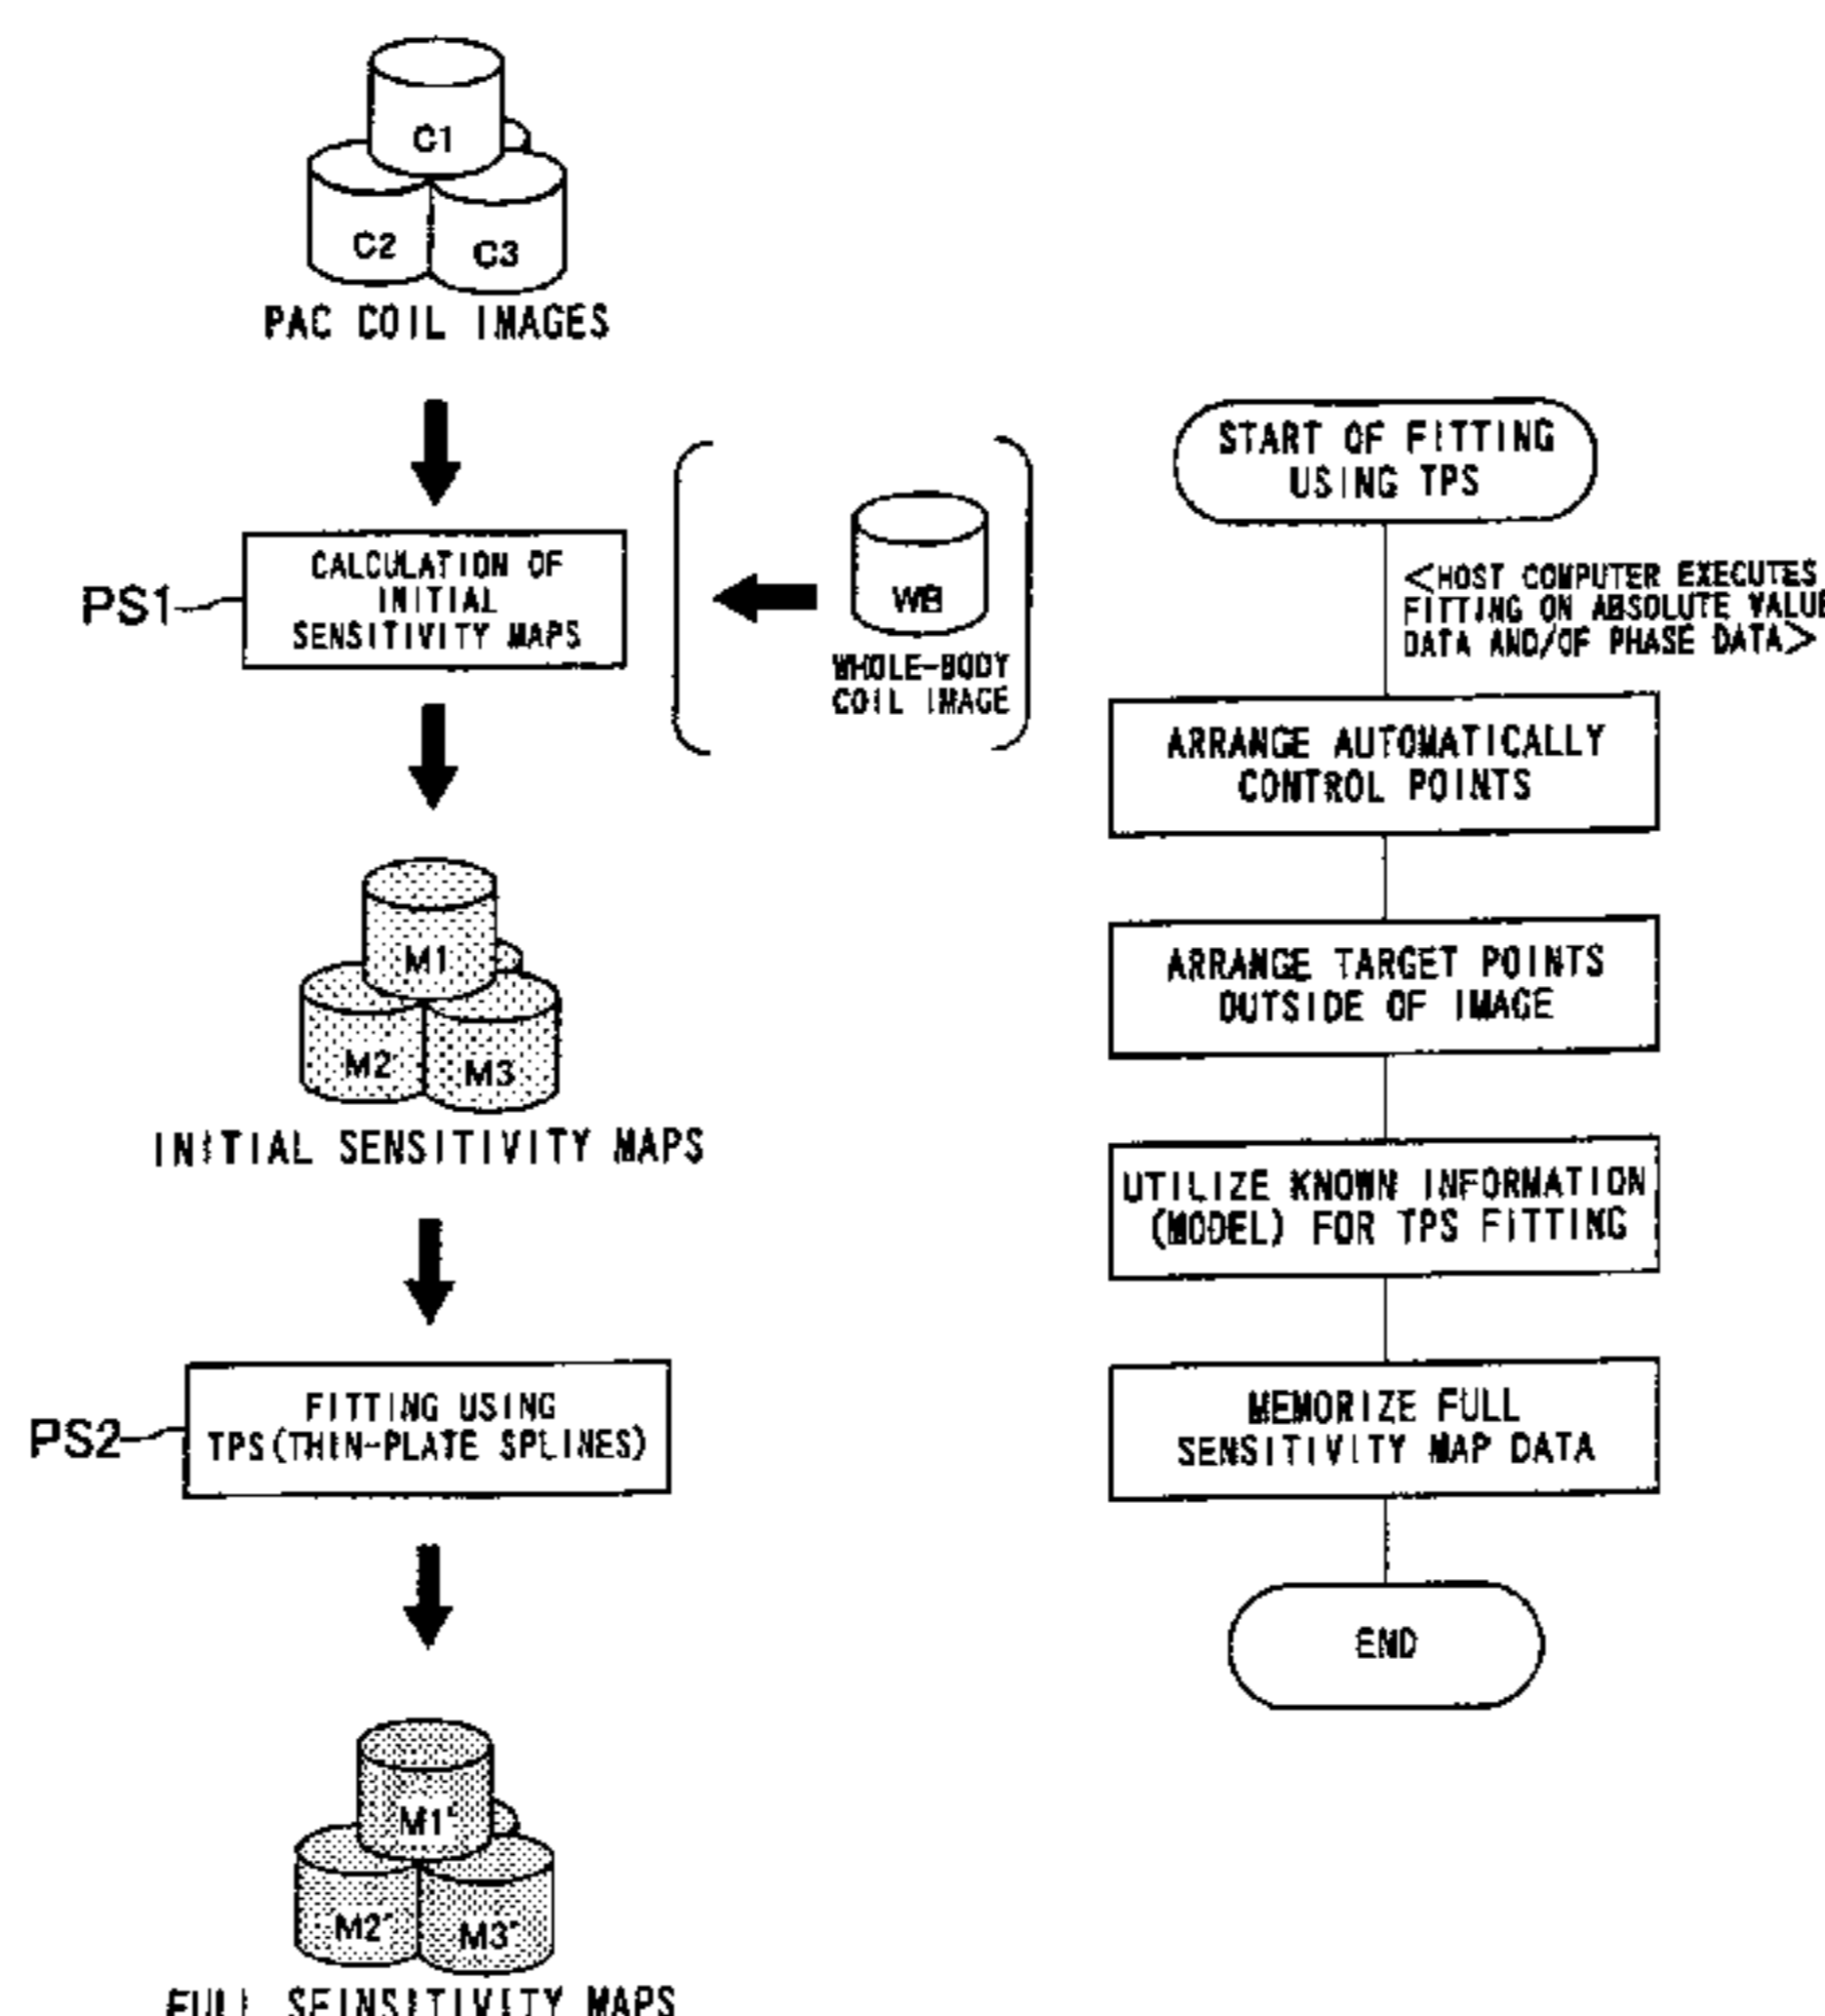 C1
C2
C3
PAC COIL IMAGES
PS1
CALCULATION OF
INITIAL
SENSITIVITY MAPS
WB
WHOLE-BODY
COIL IMAGE
M1
M2
M3
INITIAL SENSITIVITY MAPS
PS2
FITTING USING
TPS(THIN-PLATE SPLINES)
M1'
M2'
M3'
FULL SEINSITIVITY MAPS
START OF FITTING
USING TPS
<HOST COMPUTER EXECUTES
FITTING ON ABSOLUTE VALUE
DATA AND/OF PHASE DATA>
ARRANGE AUTOMATICALLY
CONTROL POINTS
ARRANGE TARGET POINTS
OUTSIDE OF IMAGE
UTILIZE KNOWN INFORMATION
(MODEL) FOR TPS FITTING
MEMORIZE FULL
SENSITIVITY MAP DATA
END